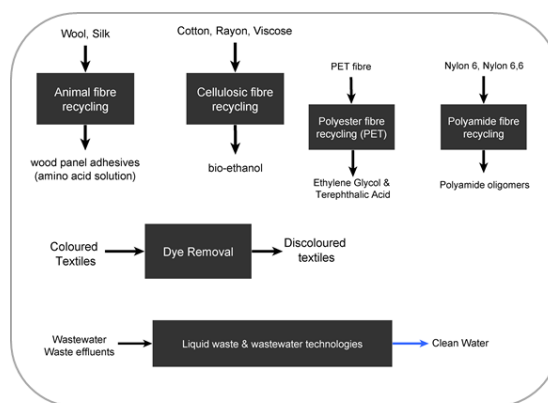 Wool, Silk
Cotton, Rayon, Viscose
PET fibre
Nylon 6, Nylon 6,6
Animal fibre
recycling
Cellulosic fibre
recycling
Polyester fibre
recycling (PET)
Polyamide fibre
recycling
wood panel adhesives
(amino acid solution)
bio-ethanol
Ethylene Glycol &
Terephthalic Acid
Polyamide oligomers
Coloured
Textiles
Dye Removal
Discoloured
textiles
Wastewater
Waste effluents
Liquid waste & wastewater technologies
Clean Water